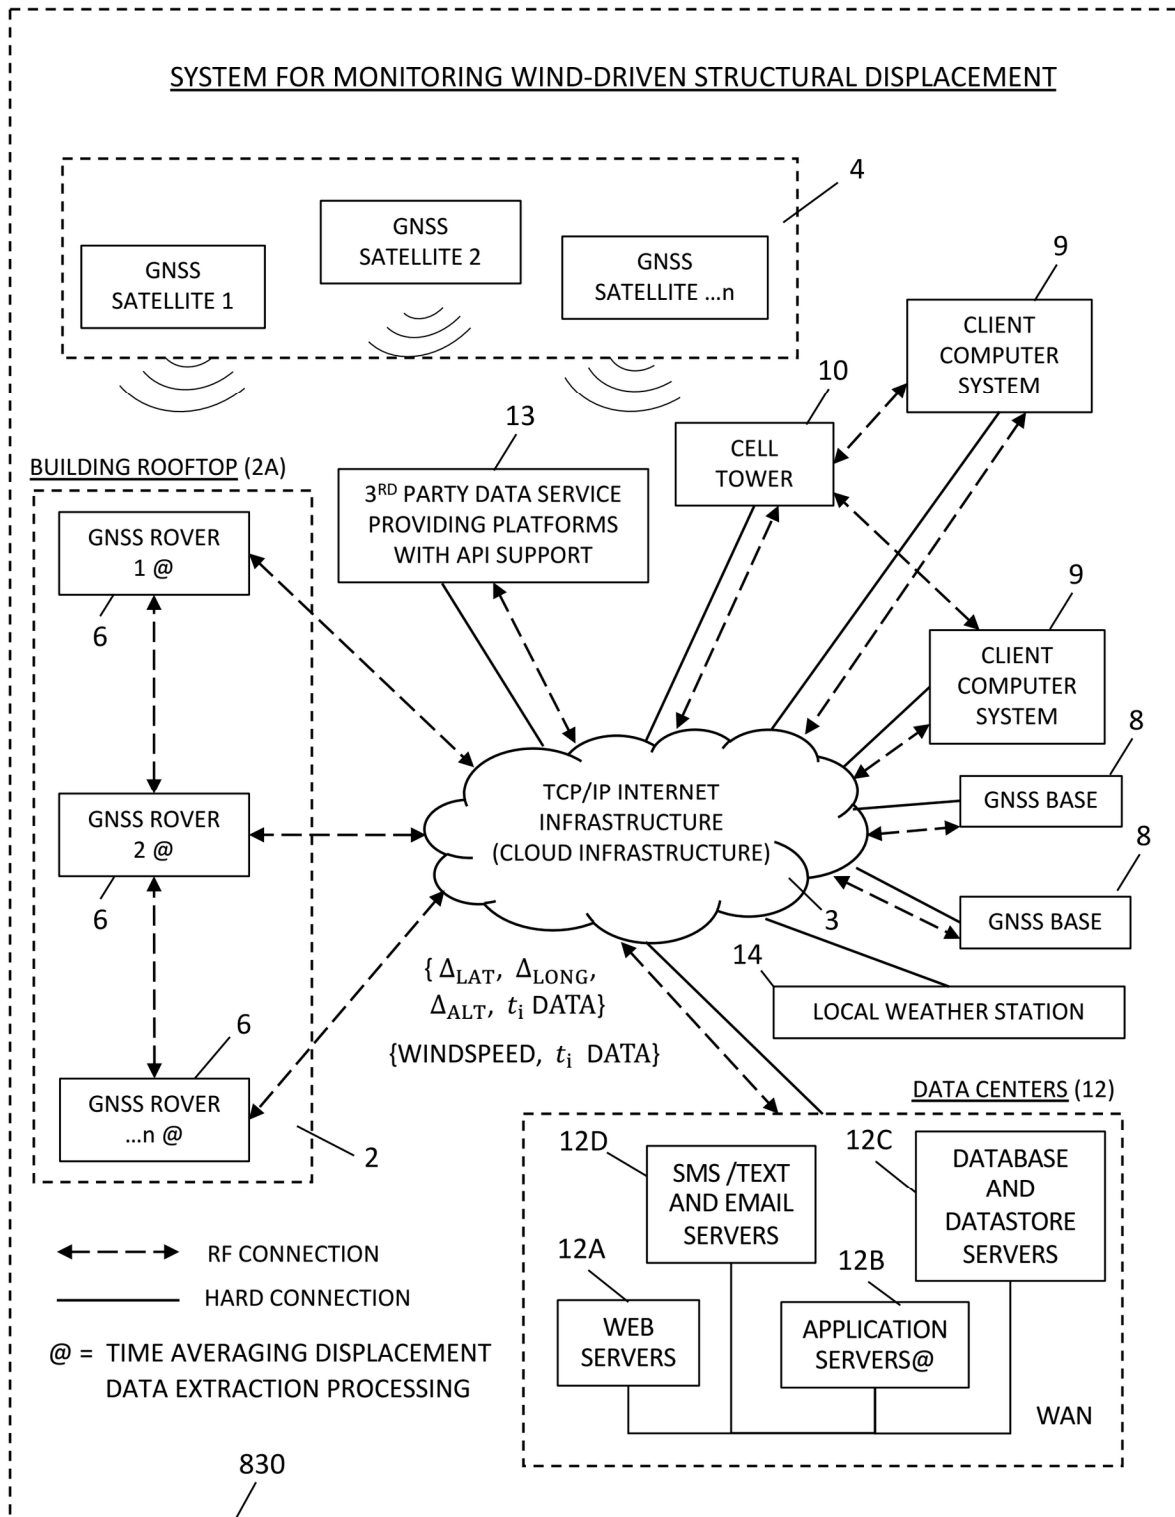 SYSTEM FOR MONITORING WIND-DRIVEN STRUCTURAL DISPLACEMENT
4
GNSS
SATELLITE 1
GNSS
SATELLITE 2
GNSS
SATELLITE ...n
9
CLIENT
COMPUTER
SYSTEM
10
CELL
TOWER
13
3RD PARTY DATA SERVICE
PROVIDING PLATFORMS
WITH API SUPPORT
BUILDING ROOFTOP (2A)
GNSS ROVER
1 @
6
9
CLIENT
COMPUTER
SYSTEM
8
GNSS BASE
TCP/IP INTERNET
INFRASTRUCTURE
(CLOUD INFRASTRUCTURE)
GNSS ROVER
2 @
6
8
GNSS BASE
3
14
LOCAL WEATHER STATION
{ ΔLAT, ΔLONG,
ΔALT, ti DATA}
{WINDSPEED, ti DATA}
6
GNSS ROVER
...n @
2
DATA CENTERS (12)
12D
SMS /TEXT
AND EMAIL
SERVERS
12C
DATABASE
AND
DATASTORE
SERVERS
12A
WEB
SERVERS
12B
APPLICATION
SERVERS@
WAN
RF CONNECTION
HARD CONNECTION
@ = TIME AVERAGING DISPLACEMENT
DATA EXTRACTION PROCESSING
830